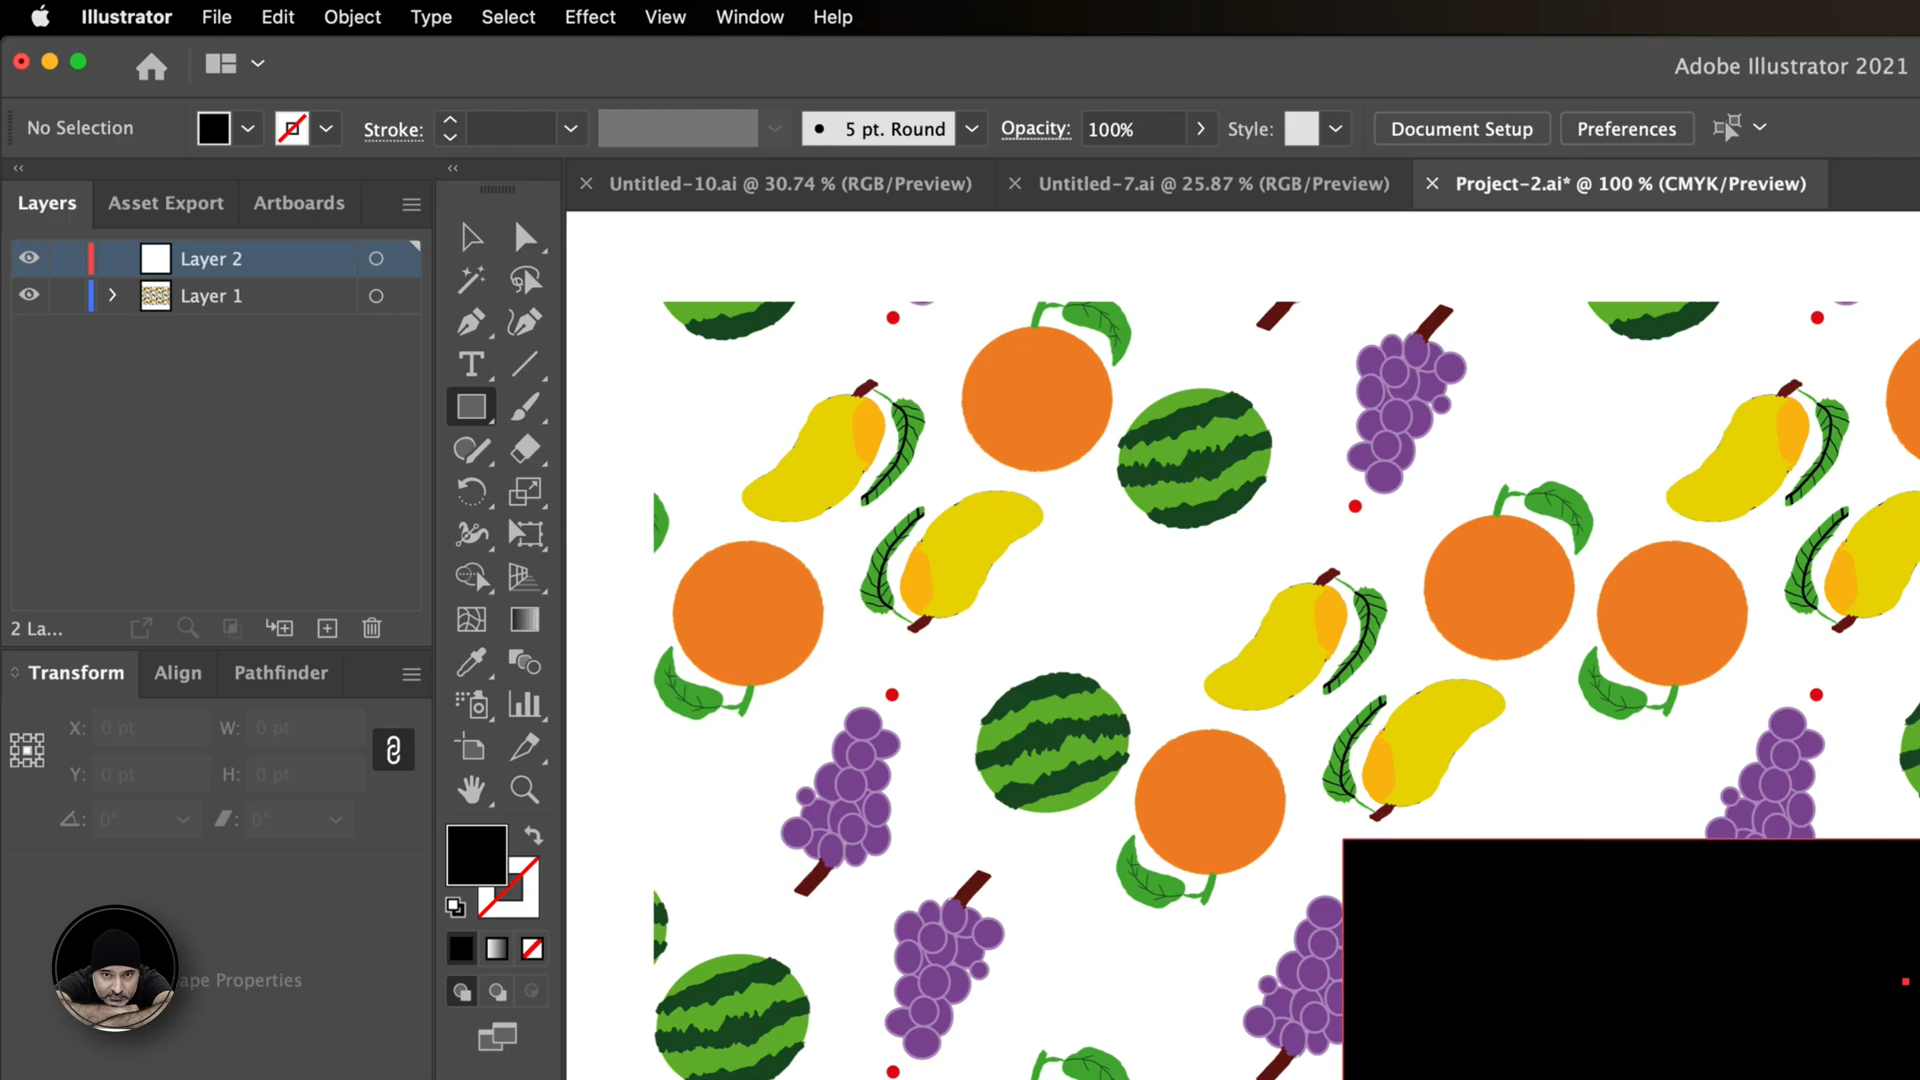 Illustrator File Edit Object Type Select Effect View Window Help
Adobe Illustrator 2021
No Selection Stroke: 5 pt. Round Opacity: 100% Style: Document Setup Preferences
Untitled-10.ai @ 30.74 % (RGB/Preview) Untitled-7.ai @ 25.87 % (RGB/Preview) Project-2.ai* @ 100 % (CMYK/Preview)
Layers Asset Export Artboards
Layer 2
Layer 1
2 La...
Transform Align Pathfinder
X: 0 pt W: 0 pt
Y: 0 pt H: 0 pt
0° 0°
ape Properties